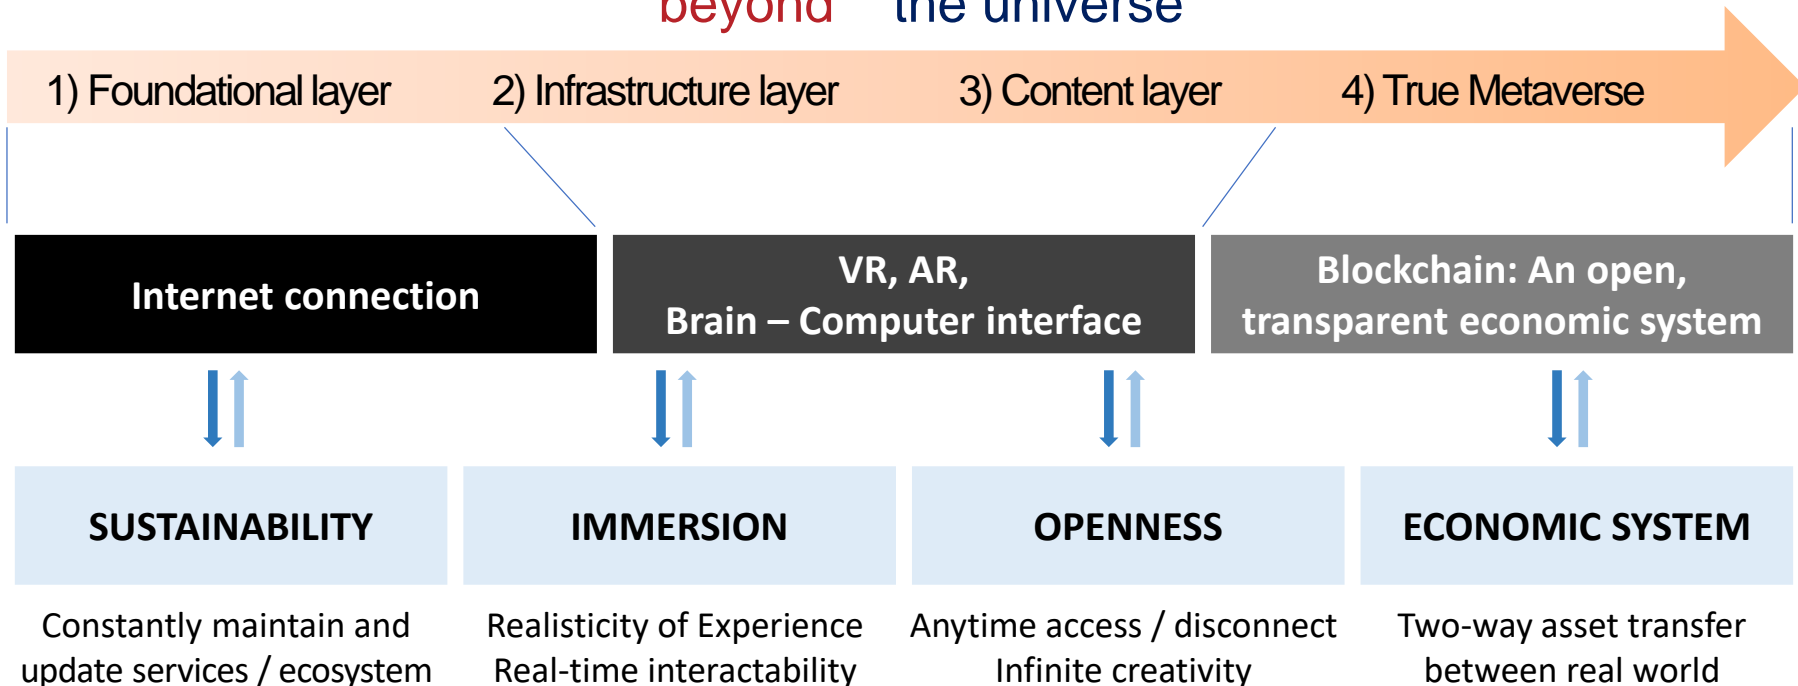 beyond the universe
1) Foundational layer 2) Infrastructure layer 3) Content layer 4) True Metaverse
Internet connection
VR, AR,
Brain – Computer interface
Blockchain: An open,
transparent economic system
SUSTAINABILITY
IMMERSION
OPENNESS
ECONOMIC SYSTEM
Constantly maintain and
update services / ecosystem
Realisticity of Experience
Real-time interactability
Anytime access / disconnect
Infinite creativity
Two-way asset transfer
between real world